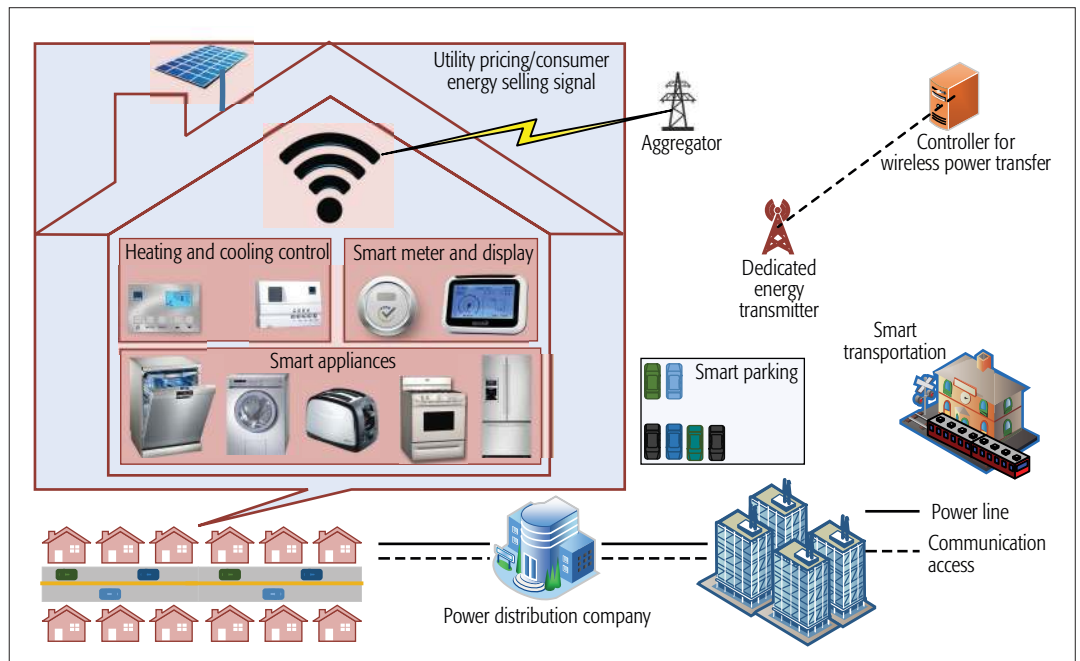 Utility pricing/consumer
energy selling signal
Aggregator
Controller for
wireless power transfer
Dedicated
energy
transmitter
Heating and cooling control
Smart meter and display
Smart appliances
Smart parking
Smart
transportation
Power distribution company
Power line
Communication
access